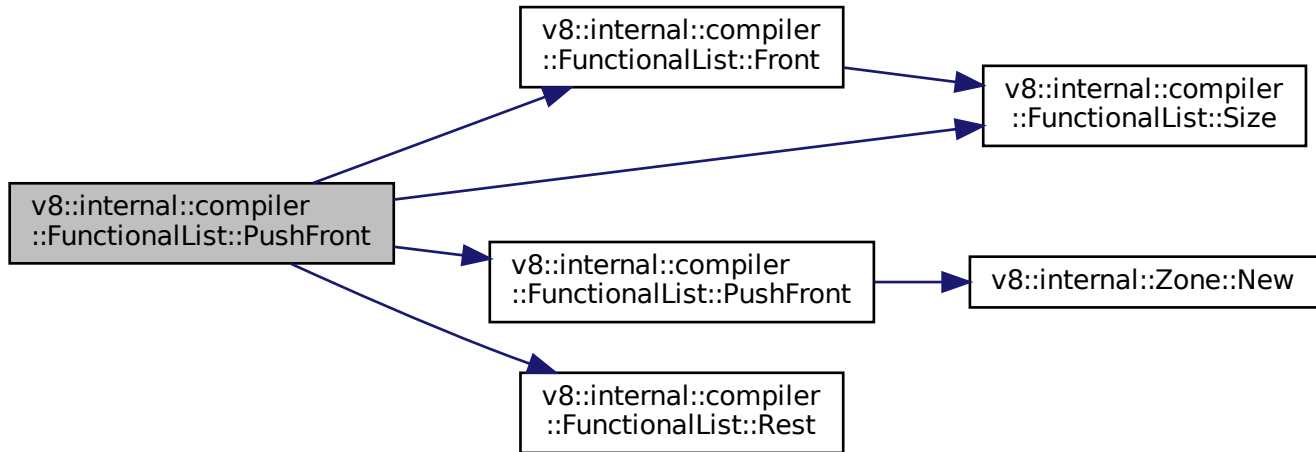 v8::internal::compiler
::FunctionalList::Front
v8::internal::compiler
::FunctionalList::Size
v8::internal::compiler
::FunctionalList::PushFront
v8::internal::compiler
::FunctionalList::PushFront
v8::internal::Zone::New
v8::internal::compiler
::FunctionalList::Rest